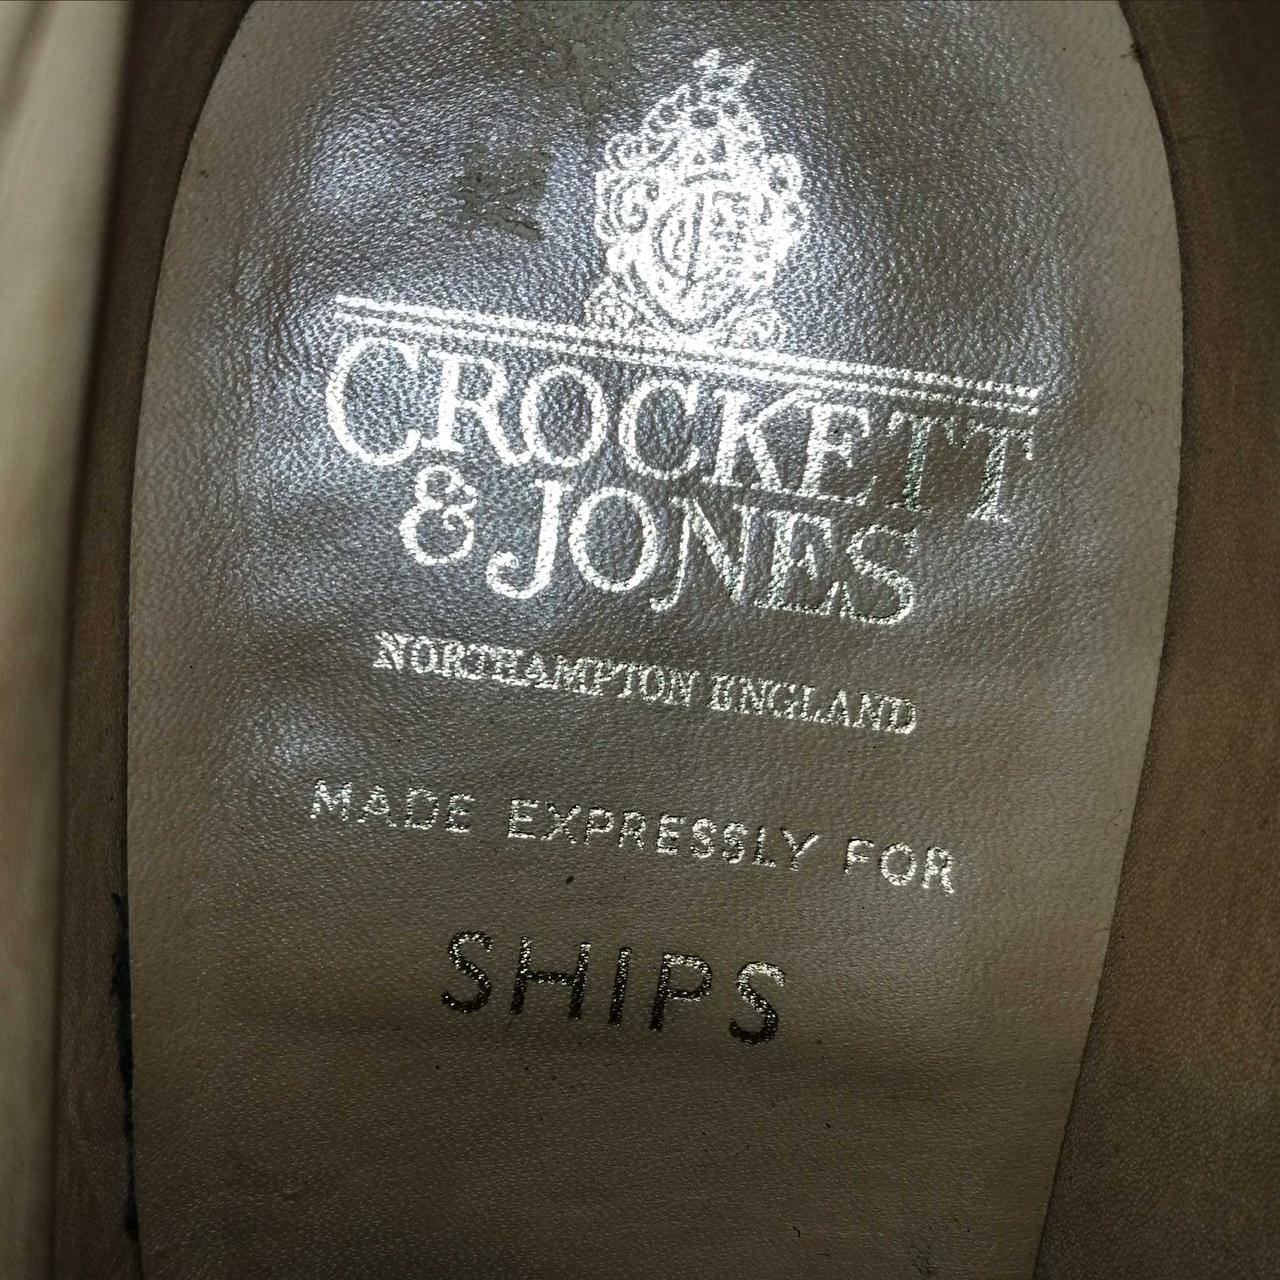 CROCKETT
& JONES
NORTHAMPTON ENGLAND
MADE EXPRESSLY FOR
SHIPS